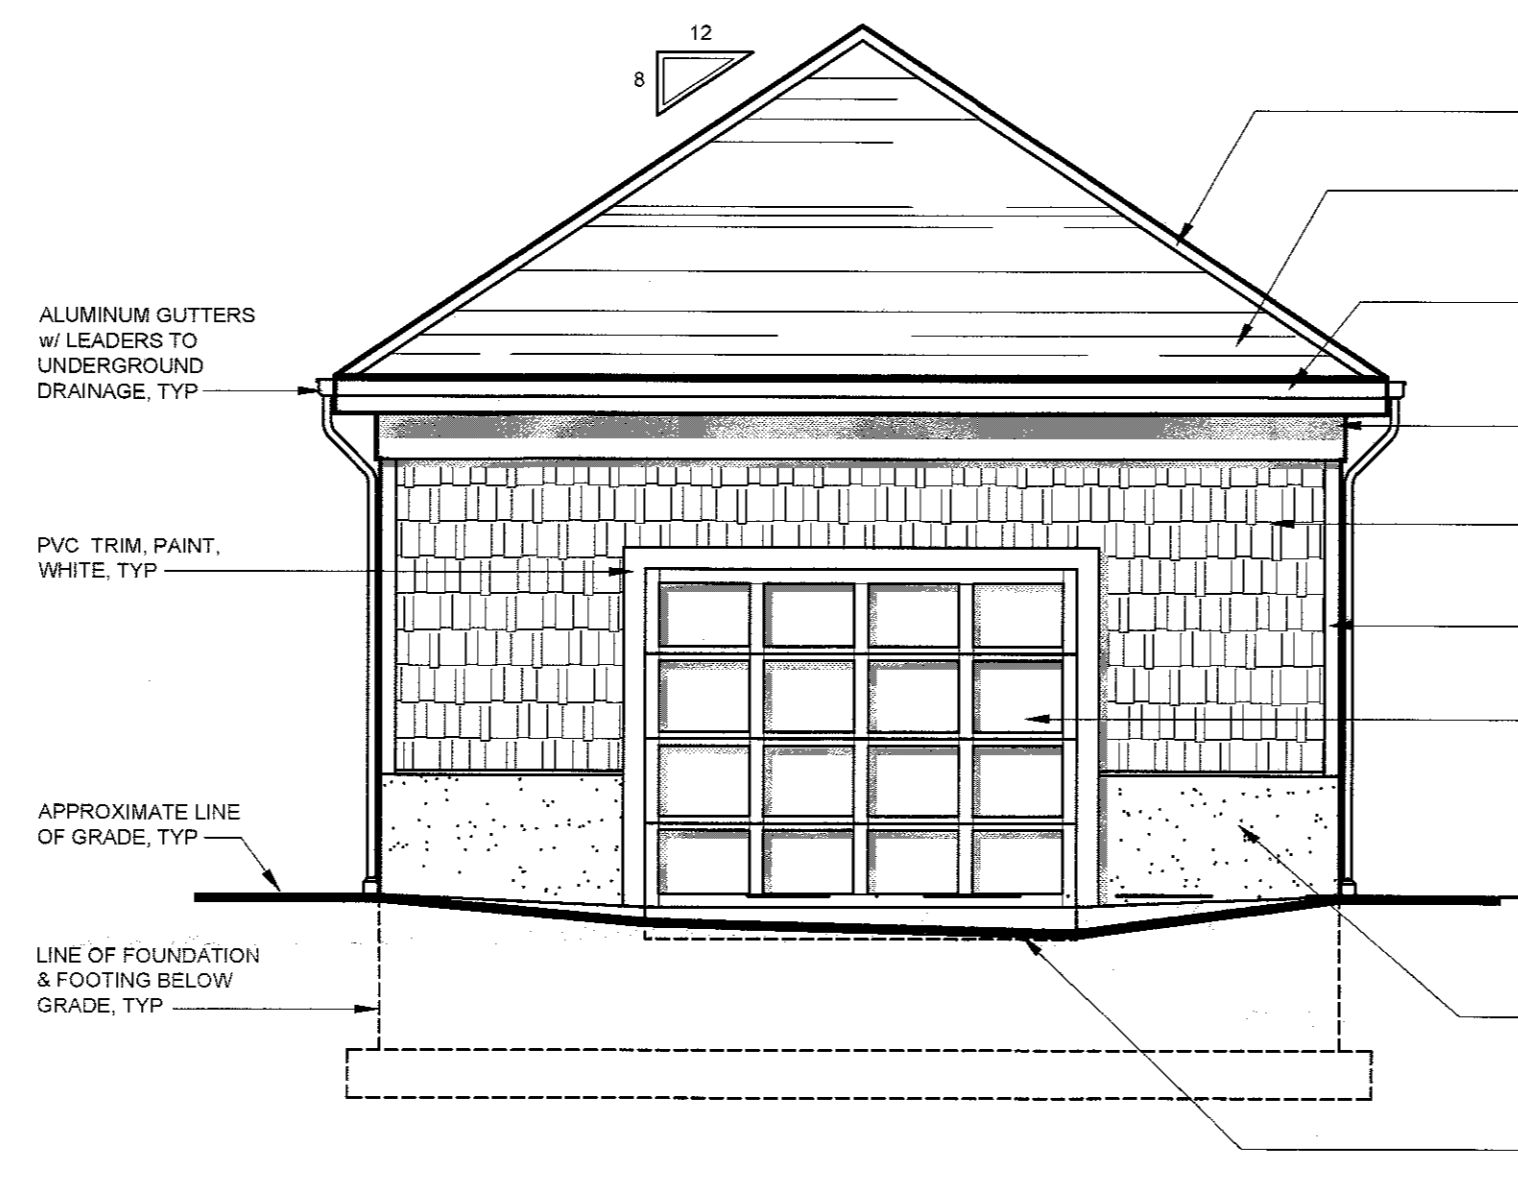 12
8
ALUMINUM GUTTERS
w/ LEADERS TO
UNDERGROUND
DRAINAGE, TYP
PVC TRIM, PAINT,
WHITE, TYP
APPROXIMATE LINE
OF GRADE, TYP
LINE OF FOUNDATION
& FOOTING BELOW
GRADE, TYP